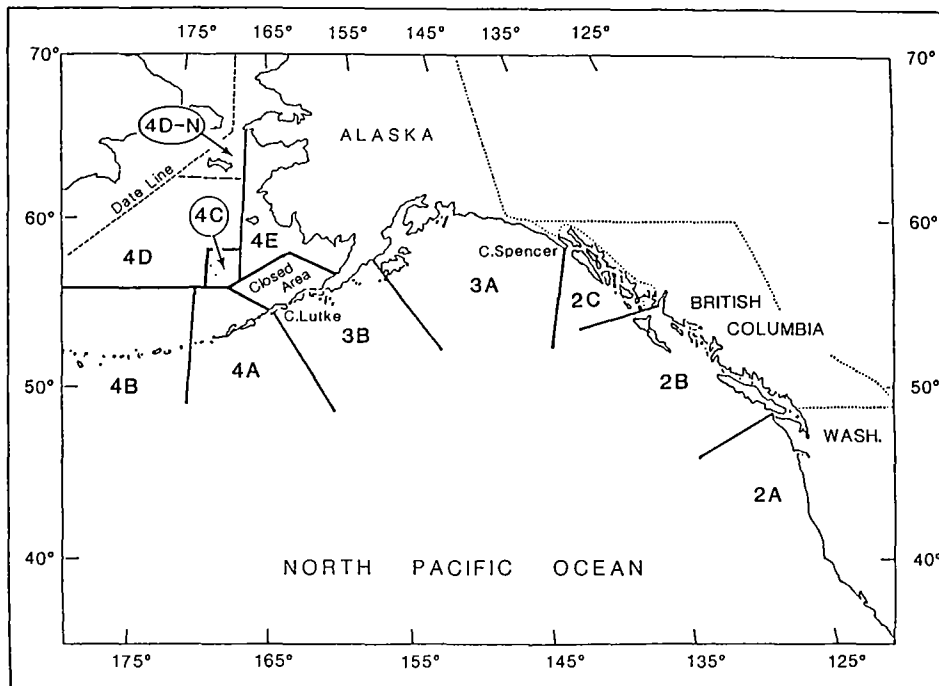 175° 165° 155° 145° 135° 125°
70° 70°
4D-N
ALASKA
Date Line
60° 4C 60°
4D 4E
C.Spencer
Closed Area
3A
2C
BRITISH COLUMBIA
C.Lutke
3B
50° 4B 4A 2B 50°
WASH.
2A
40° NORTH PACIFIC OCEAN 40°
175° 165° 155° 145° 135° 125°